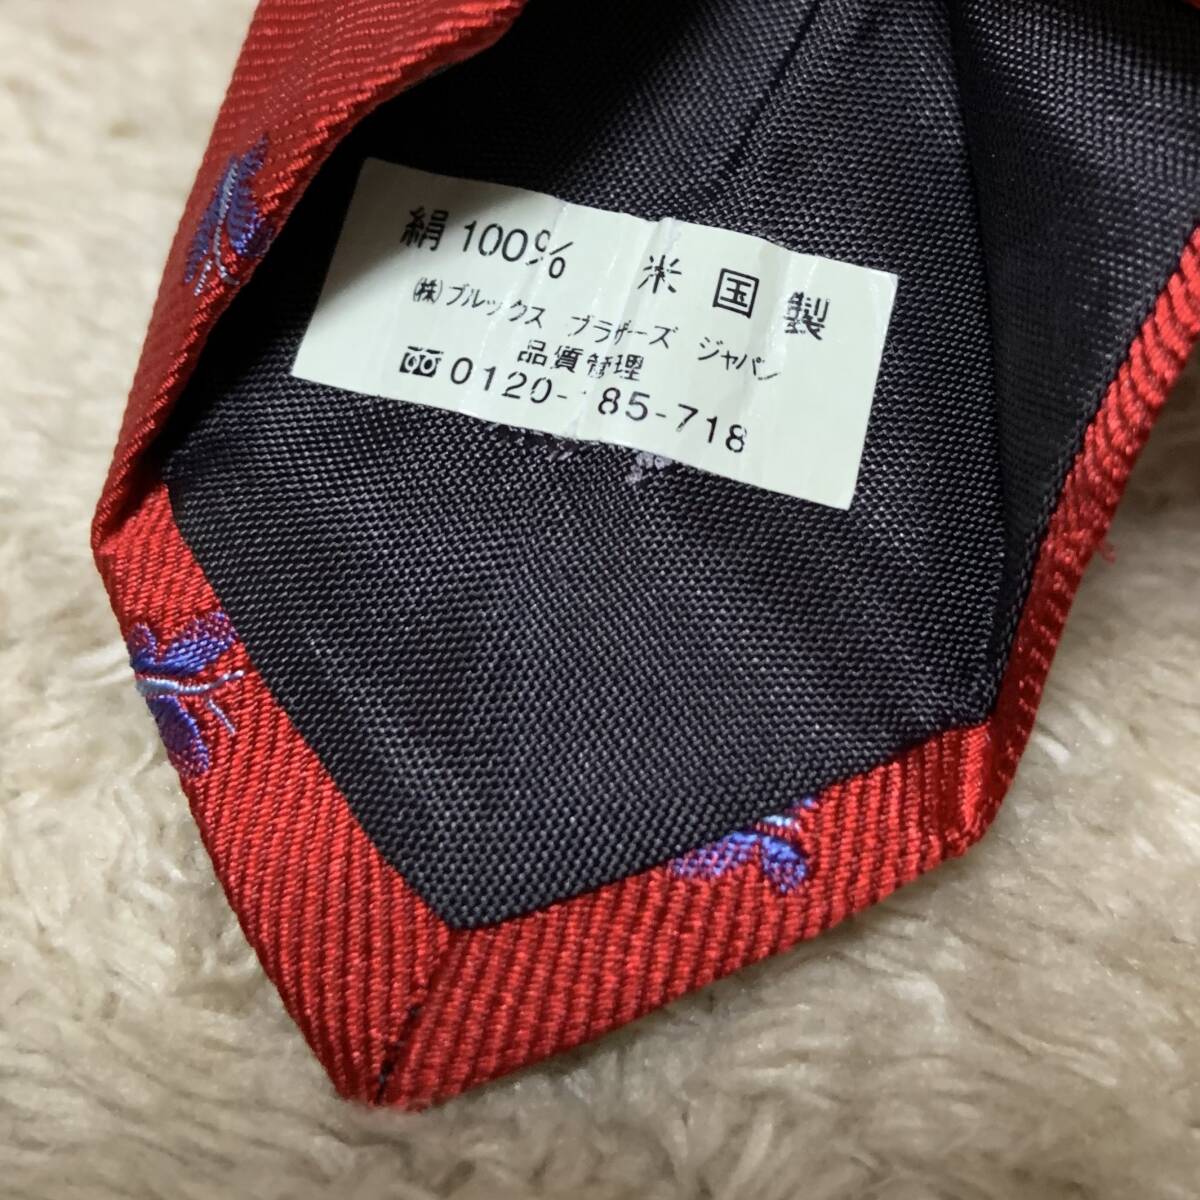 絹 100% 米国製
(株)ブルックス ブラザーズ ジャパン
品質管理
0120-185-718